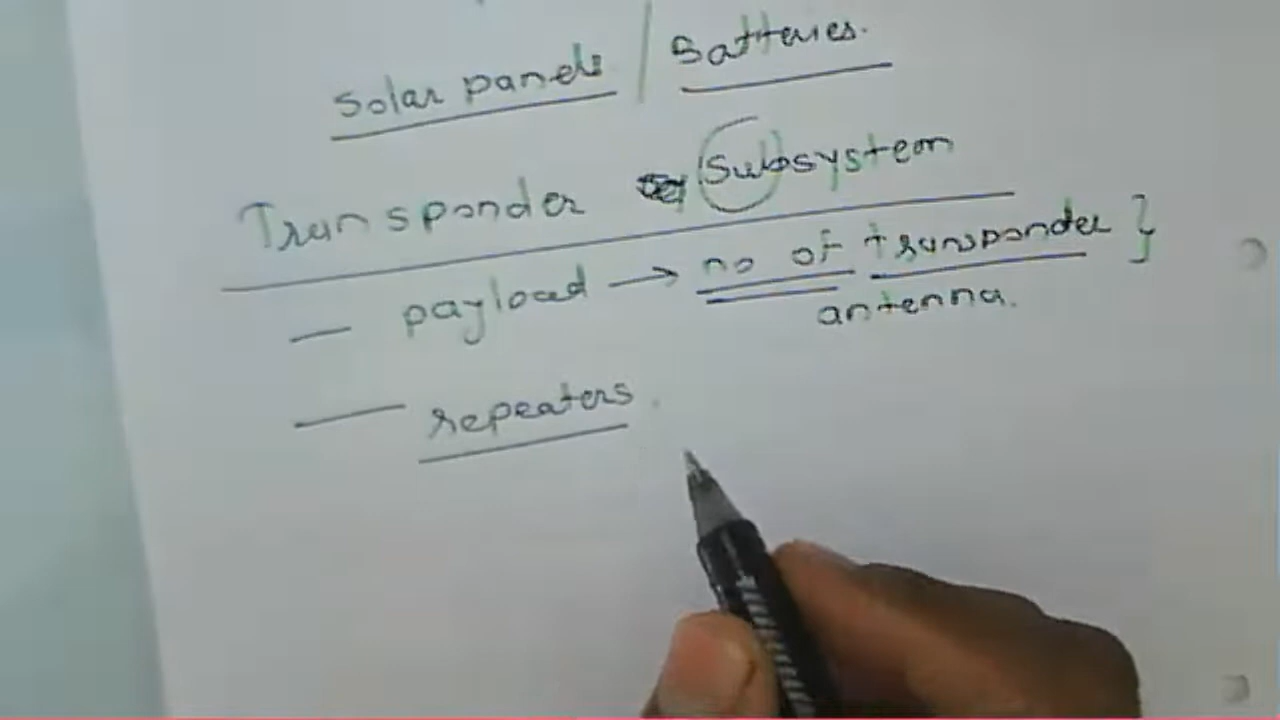 Solar panels / Batteries.
Transponder Subsystem
— payload → no of transponder }
antenna.
— repeaters.